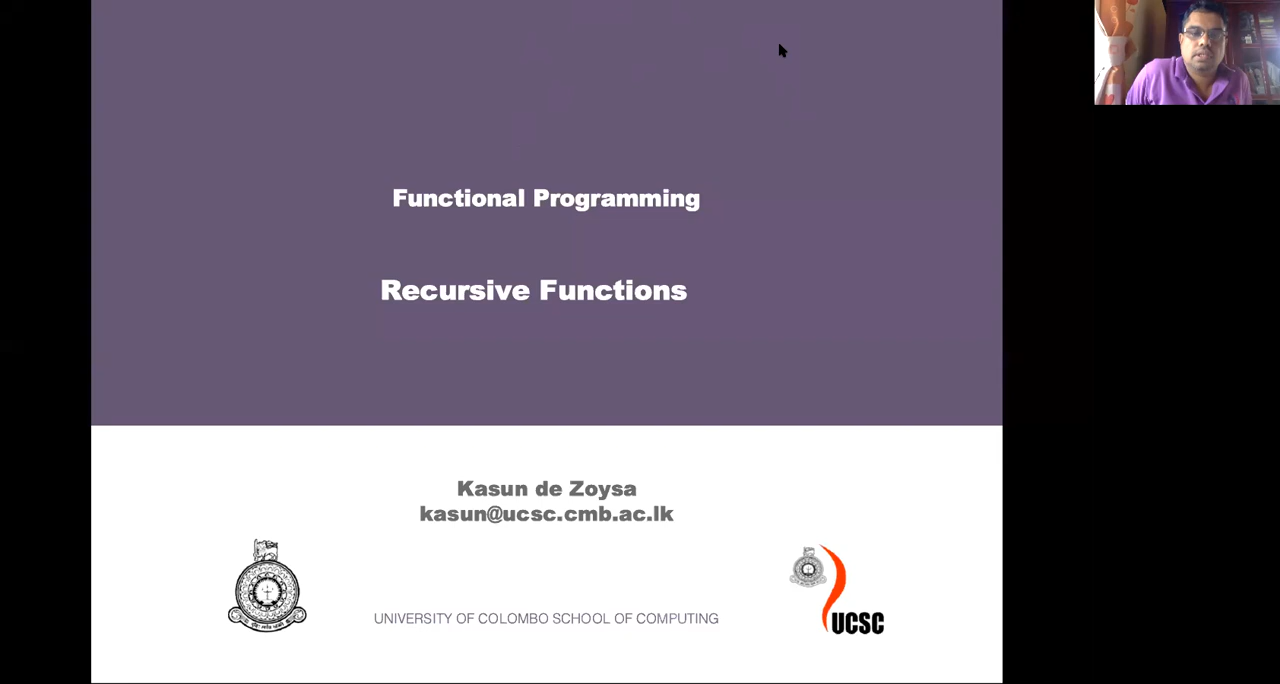 Functional Programming
Recursive Functions
Kasun de Zoysa
kasun@ucsc.cmb.ac.lk
UNIVERSITY OF COLOMBO SCHOOL OF COMPUTING
UCSC